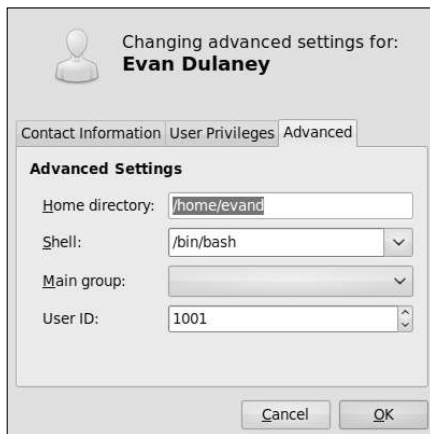 Changing advanced settings for:
Evan Dulaney
Contact Information User Privileges Advanced
Advanced Settings
Home directory: /home/evand
Shell: /bin/bash
Main group:
User ID: 1001
Cancel OK